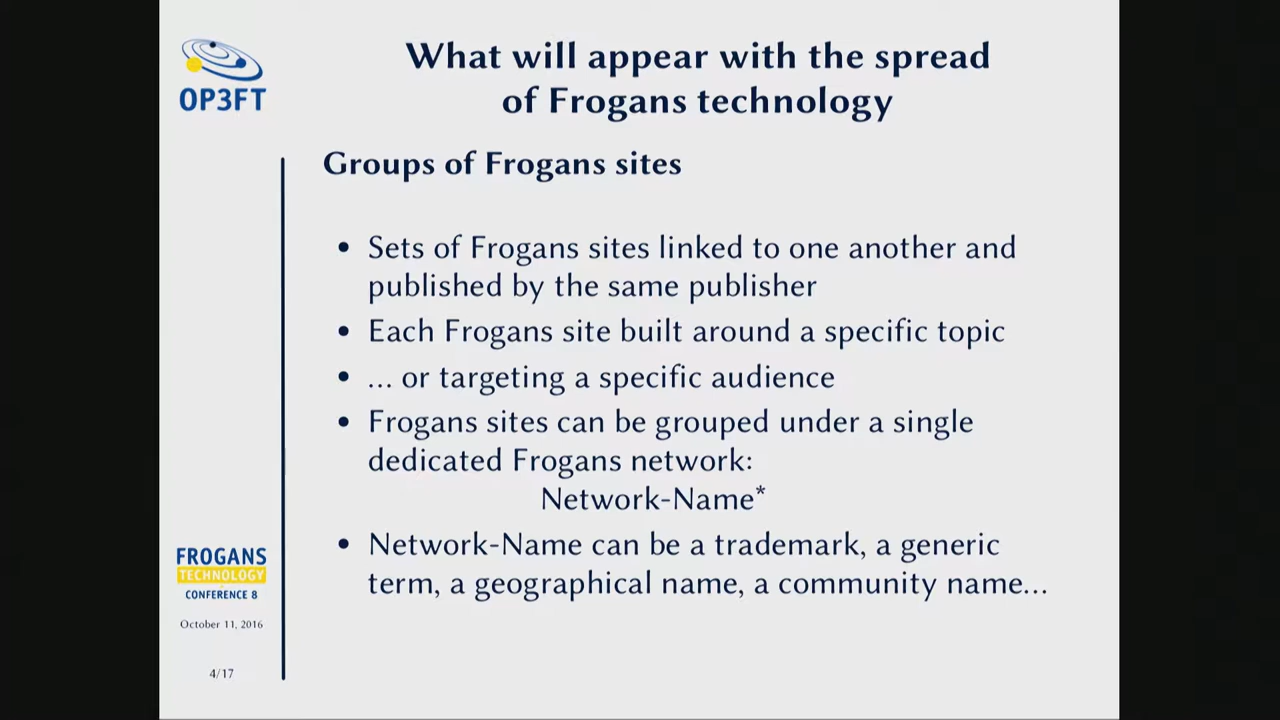 What will appear with the spread
of Frogans technology
OP3FT
Groups of Frogans sites
• Sets of Frogans sites linked to one another and
published by the same publisher
• Each Frogans site built around a specific topic
• ... or targeting a specific audience
• Frogans sites can be grouped under a single
dedicated Frogans network:
Network-Name*
• Network-Name can be a trademark, a generic
term, a geographical name, a community name...
FROGANS
TECHNOLOGY
CONFERENCE 8
October 11, 2016
4/17